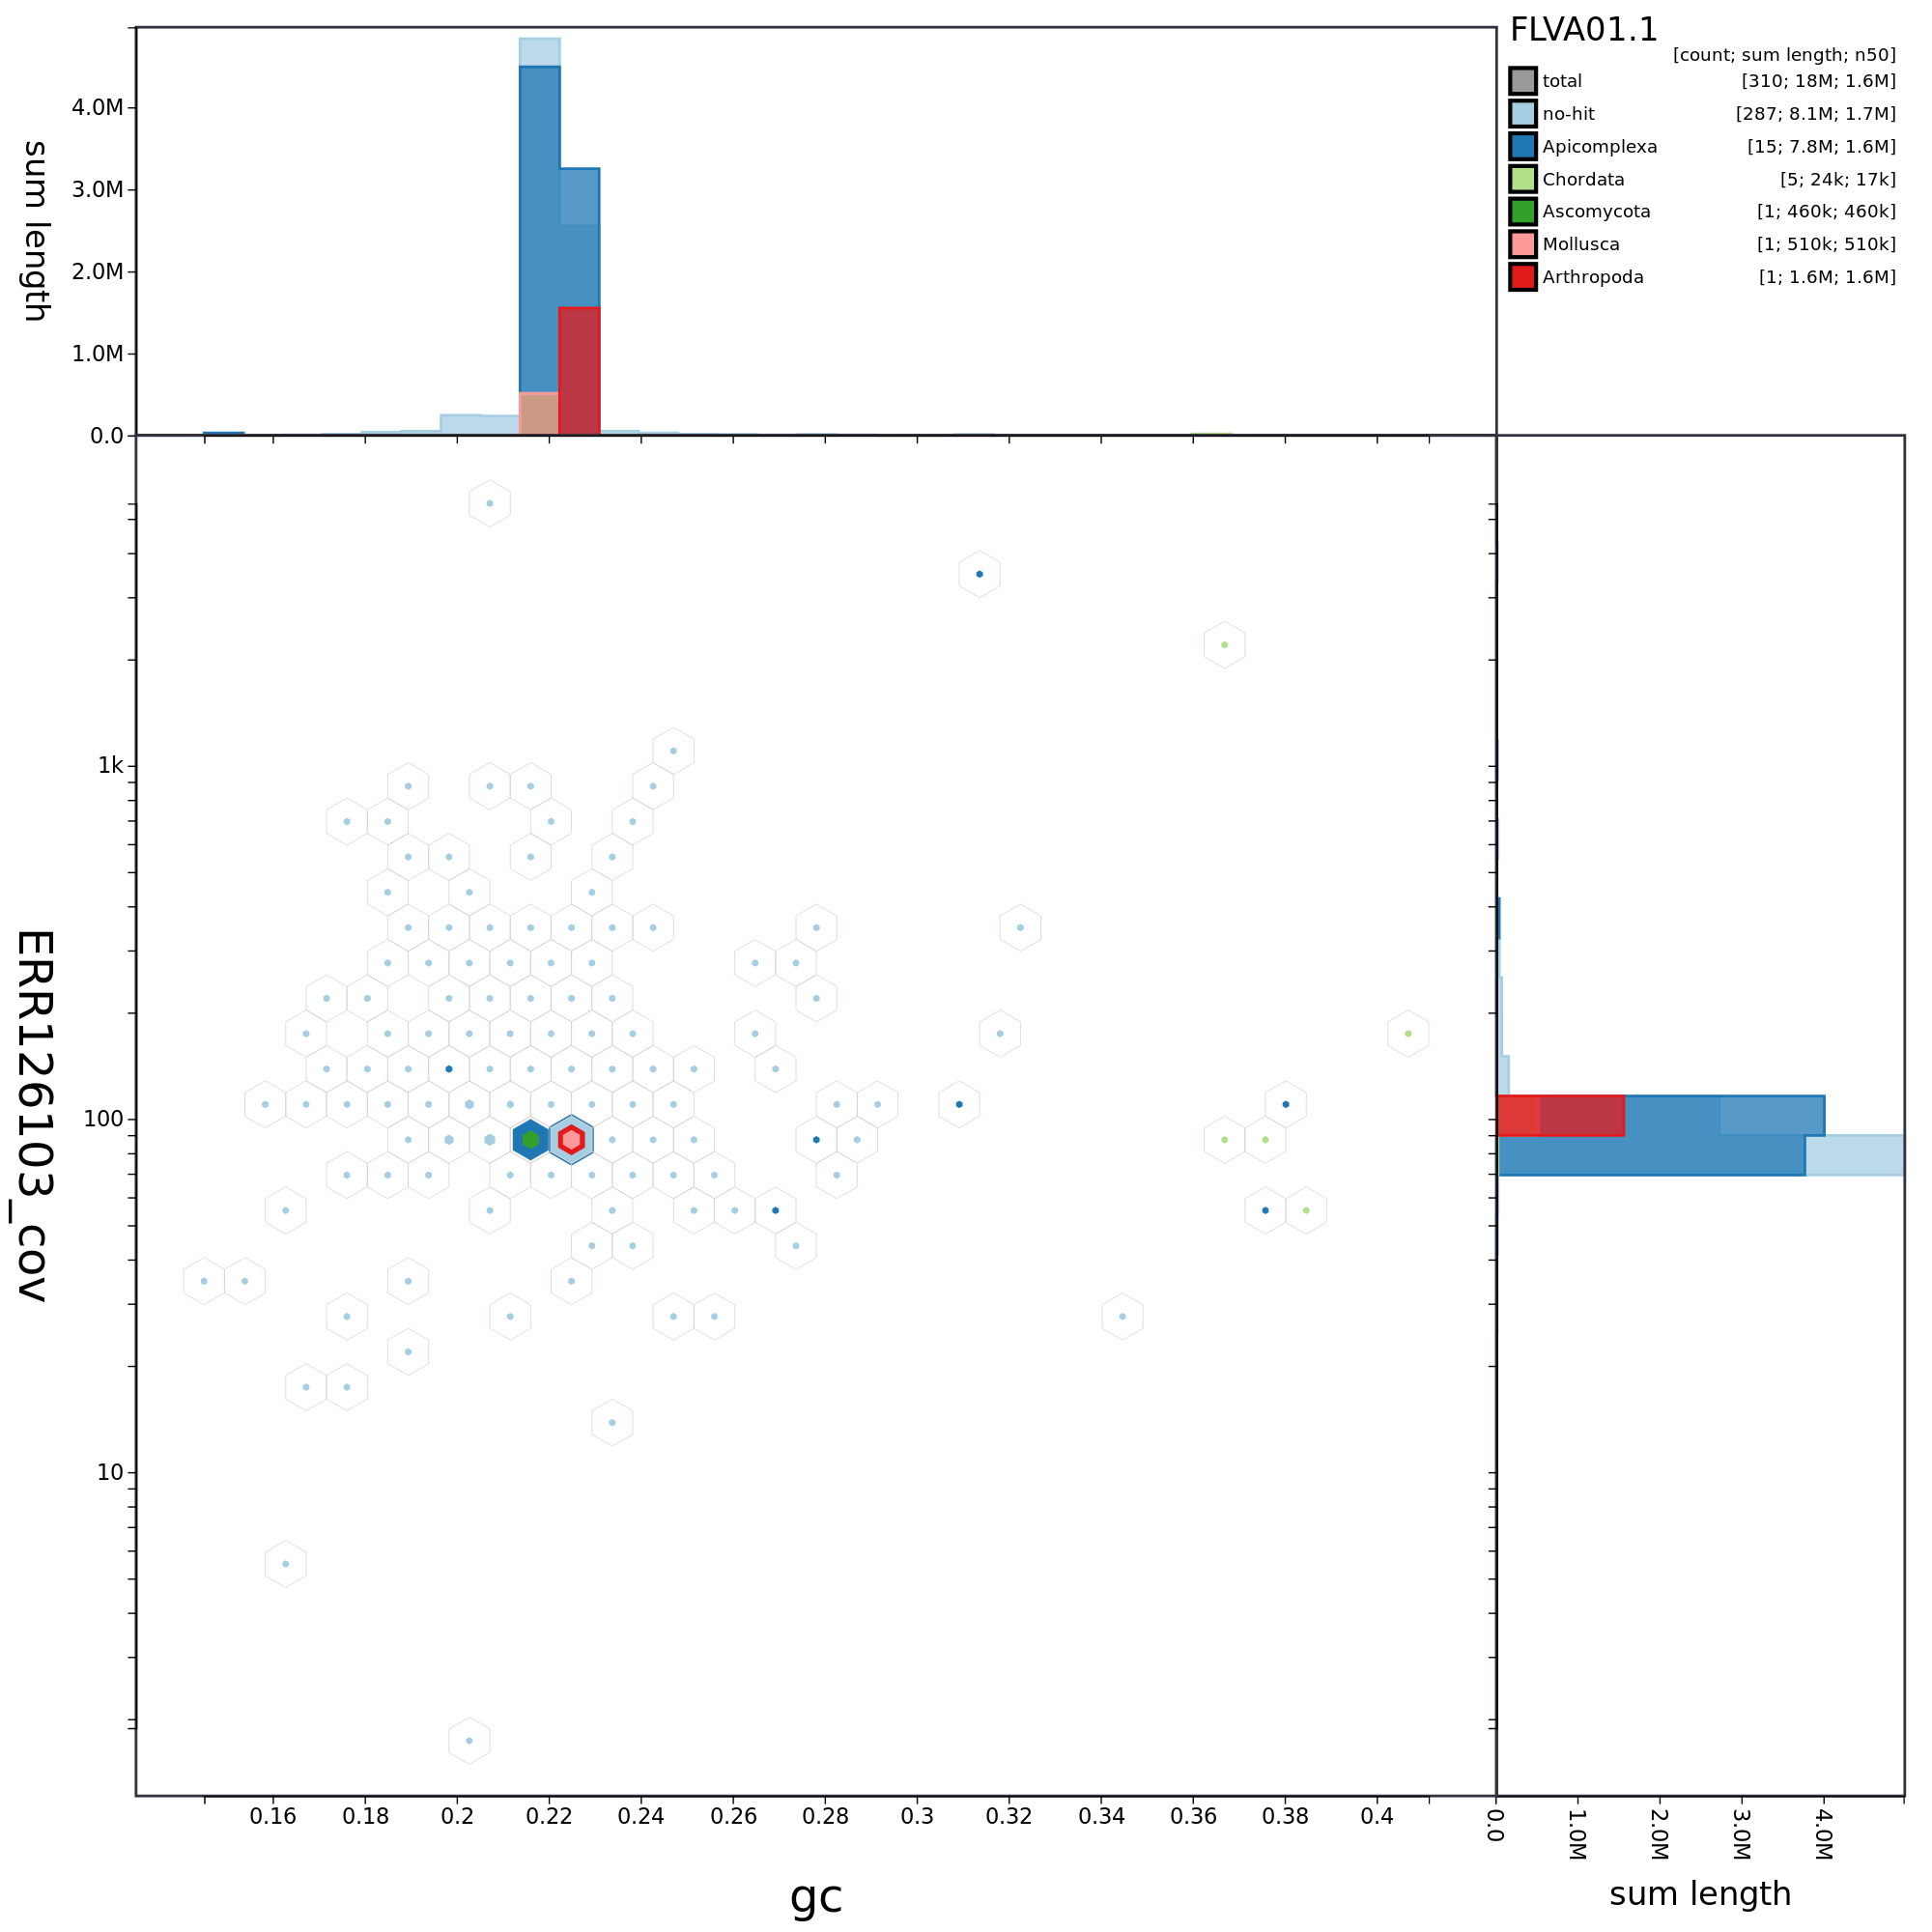 FLVA01.1
[count; sum length; n50]
total [310; 18M; 1.6M]
no-hit [287; 8.1M; 1.7M]
Apicomplexa [15; 7.8M; 1.6M]
Chordata [5; 24k; 17k]
Ascomycota [1; 460k; 460k]
Mollusca [1; 510k; 510k]
Arthropoda [1; 1.6M; 1.6M]
sum length
4.0M
3.0M
2.0M
1.0M
0.0
ERR126103_cov
1k
100
10
0.16 0.18 0.2 0.22 0.24 0.26 0.28 0.3 0.32 0.34 0.36 0.38 0.4
gc
0.0 1.0M 2.0M 3.0M 4.0M
sum length